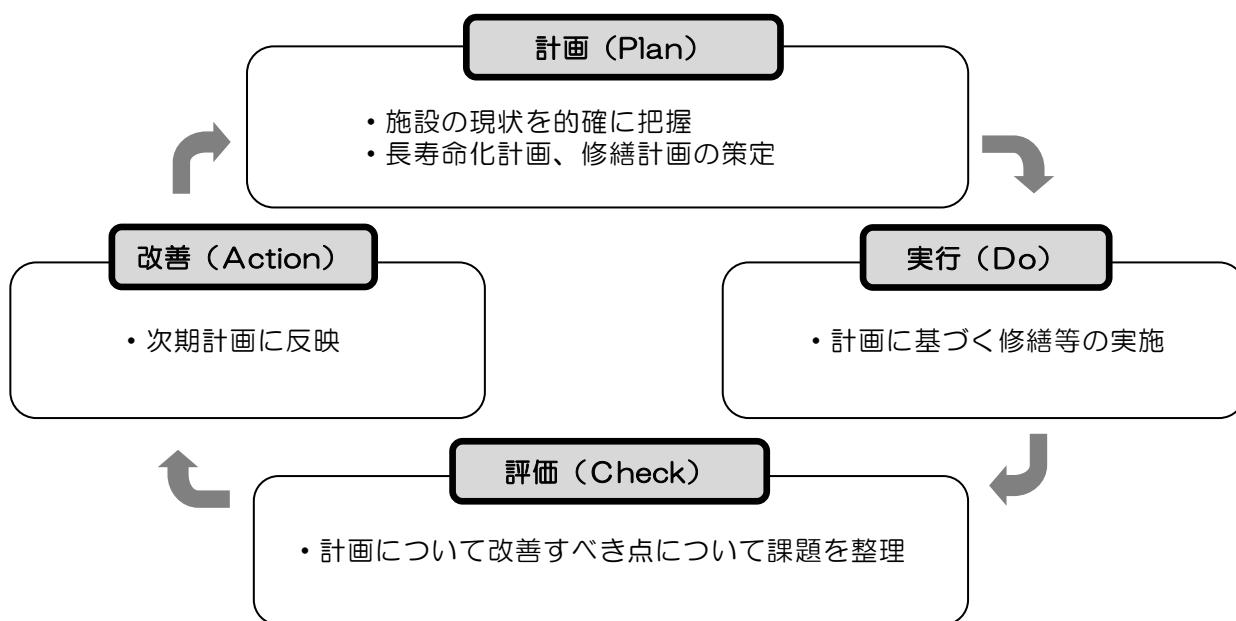 計画（Plan）
・施設の現状を的確に把握
・長寿命化計画、修繕計画の策定
改善（Action）
・次期計画に反映
実行（Do）
・計画に基づく修繕等の実施
評価（Check）
・計画について改善すべき点について課題を整理